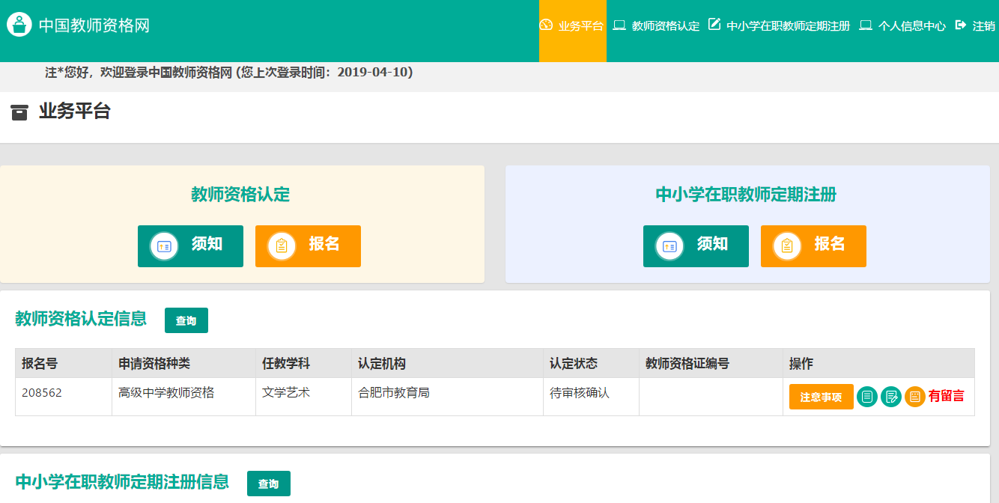 中国教师资格网
业务平台 教师资格认定 中小学在职教师定期注册 个人信息中心 注销
注*您好，欢迎登录中国教师资格网 (您上次登录时间：2019-04-10)
业务平台
教师资格认定
须知 报名
中小学在职教师定期注册
须知 报名
教师资格认定信息 查询
报名号 申请资格种类 任教学科 认定机构 认定状态 教师资格证编号 操作
208562 高级中学教师资格 文学艺术 合肥市教育局 待审核确认 注意事项 有留言
中小学在职教师定期注册信息 查询